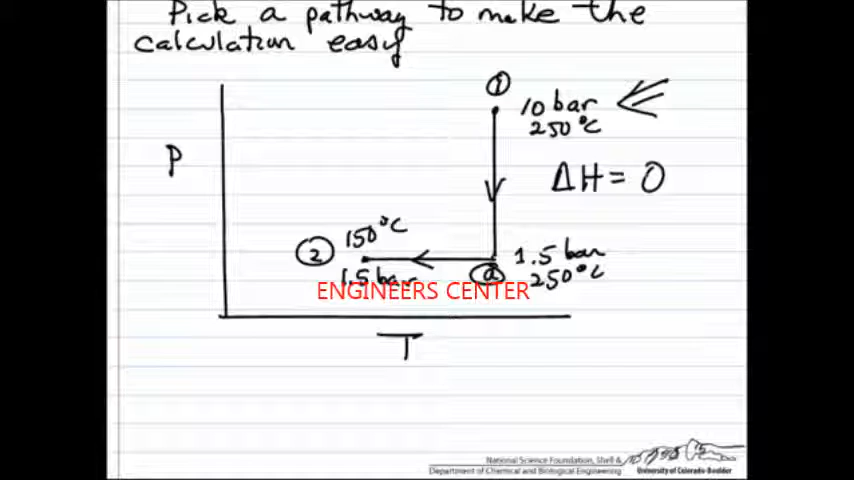 Pick a pathway to make the
calculation easy
①
10 bar
250°C
P
ΔH = 0
150°C
②
1.5 bar
1.5 bar
ⓐ
250°C
ENGINEERS CENTER
T
National Science Foundation, Shell &
Department of Chemical and Biological Engineering
University of Colorado Boulder